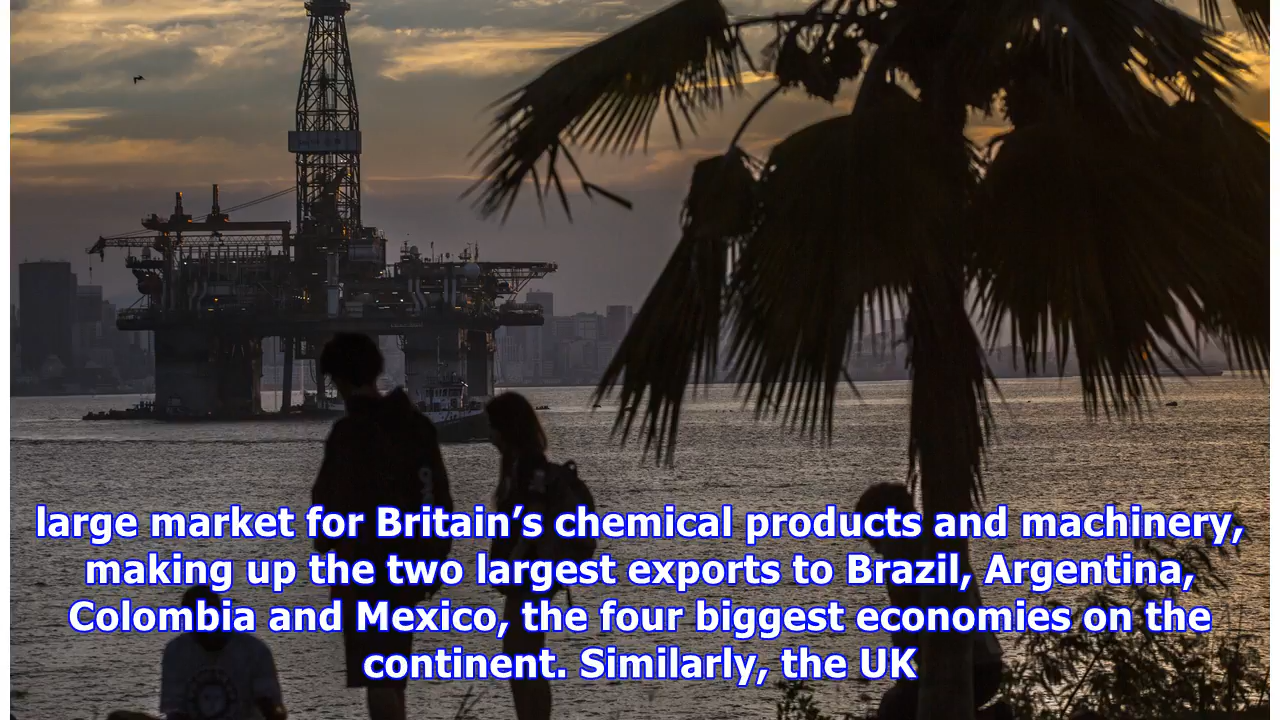 large market for Britain’s chemical products and machinery,
making up the two largest exports to Brazil, Argentina,
Colombia and Mexico, the four biggest economies on the
continent. Similarly, the UK